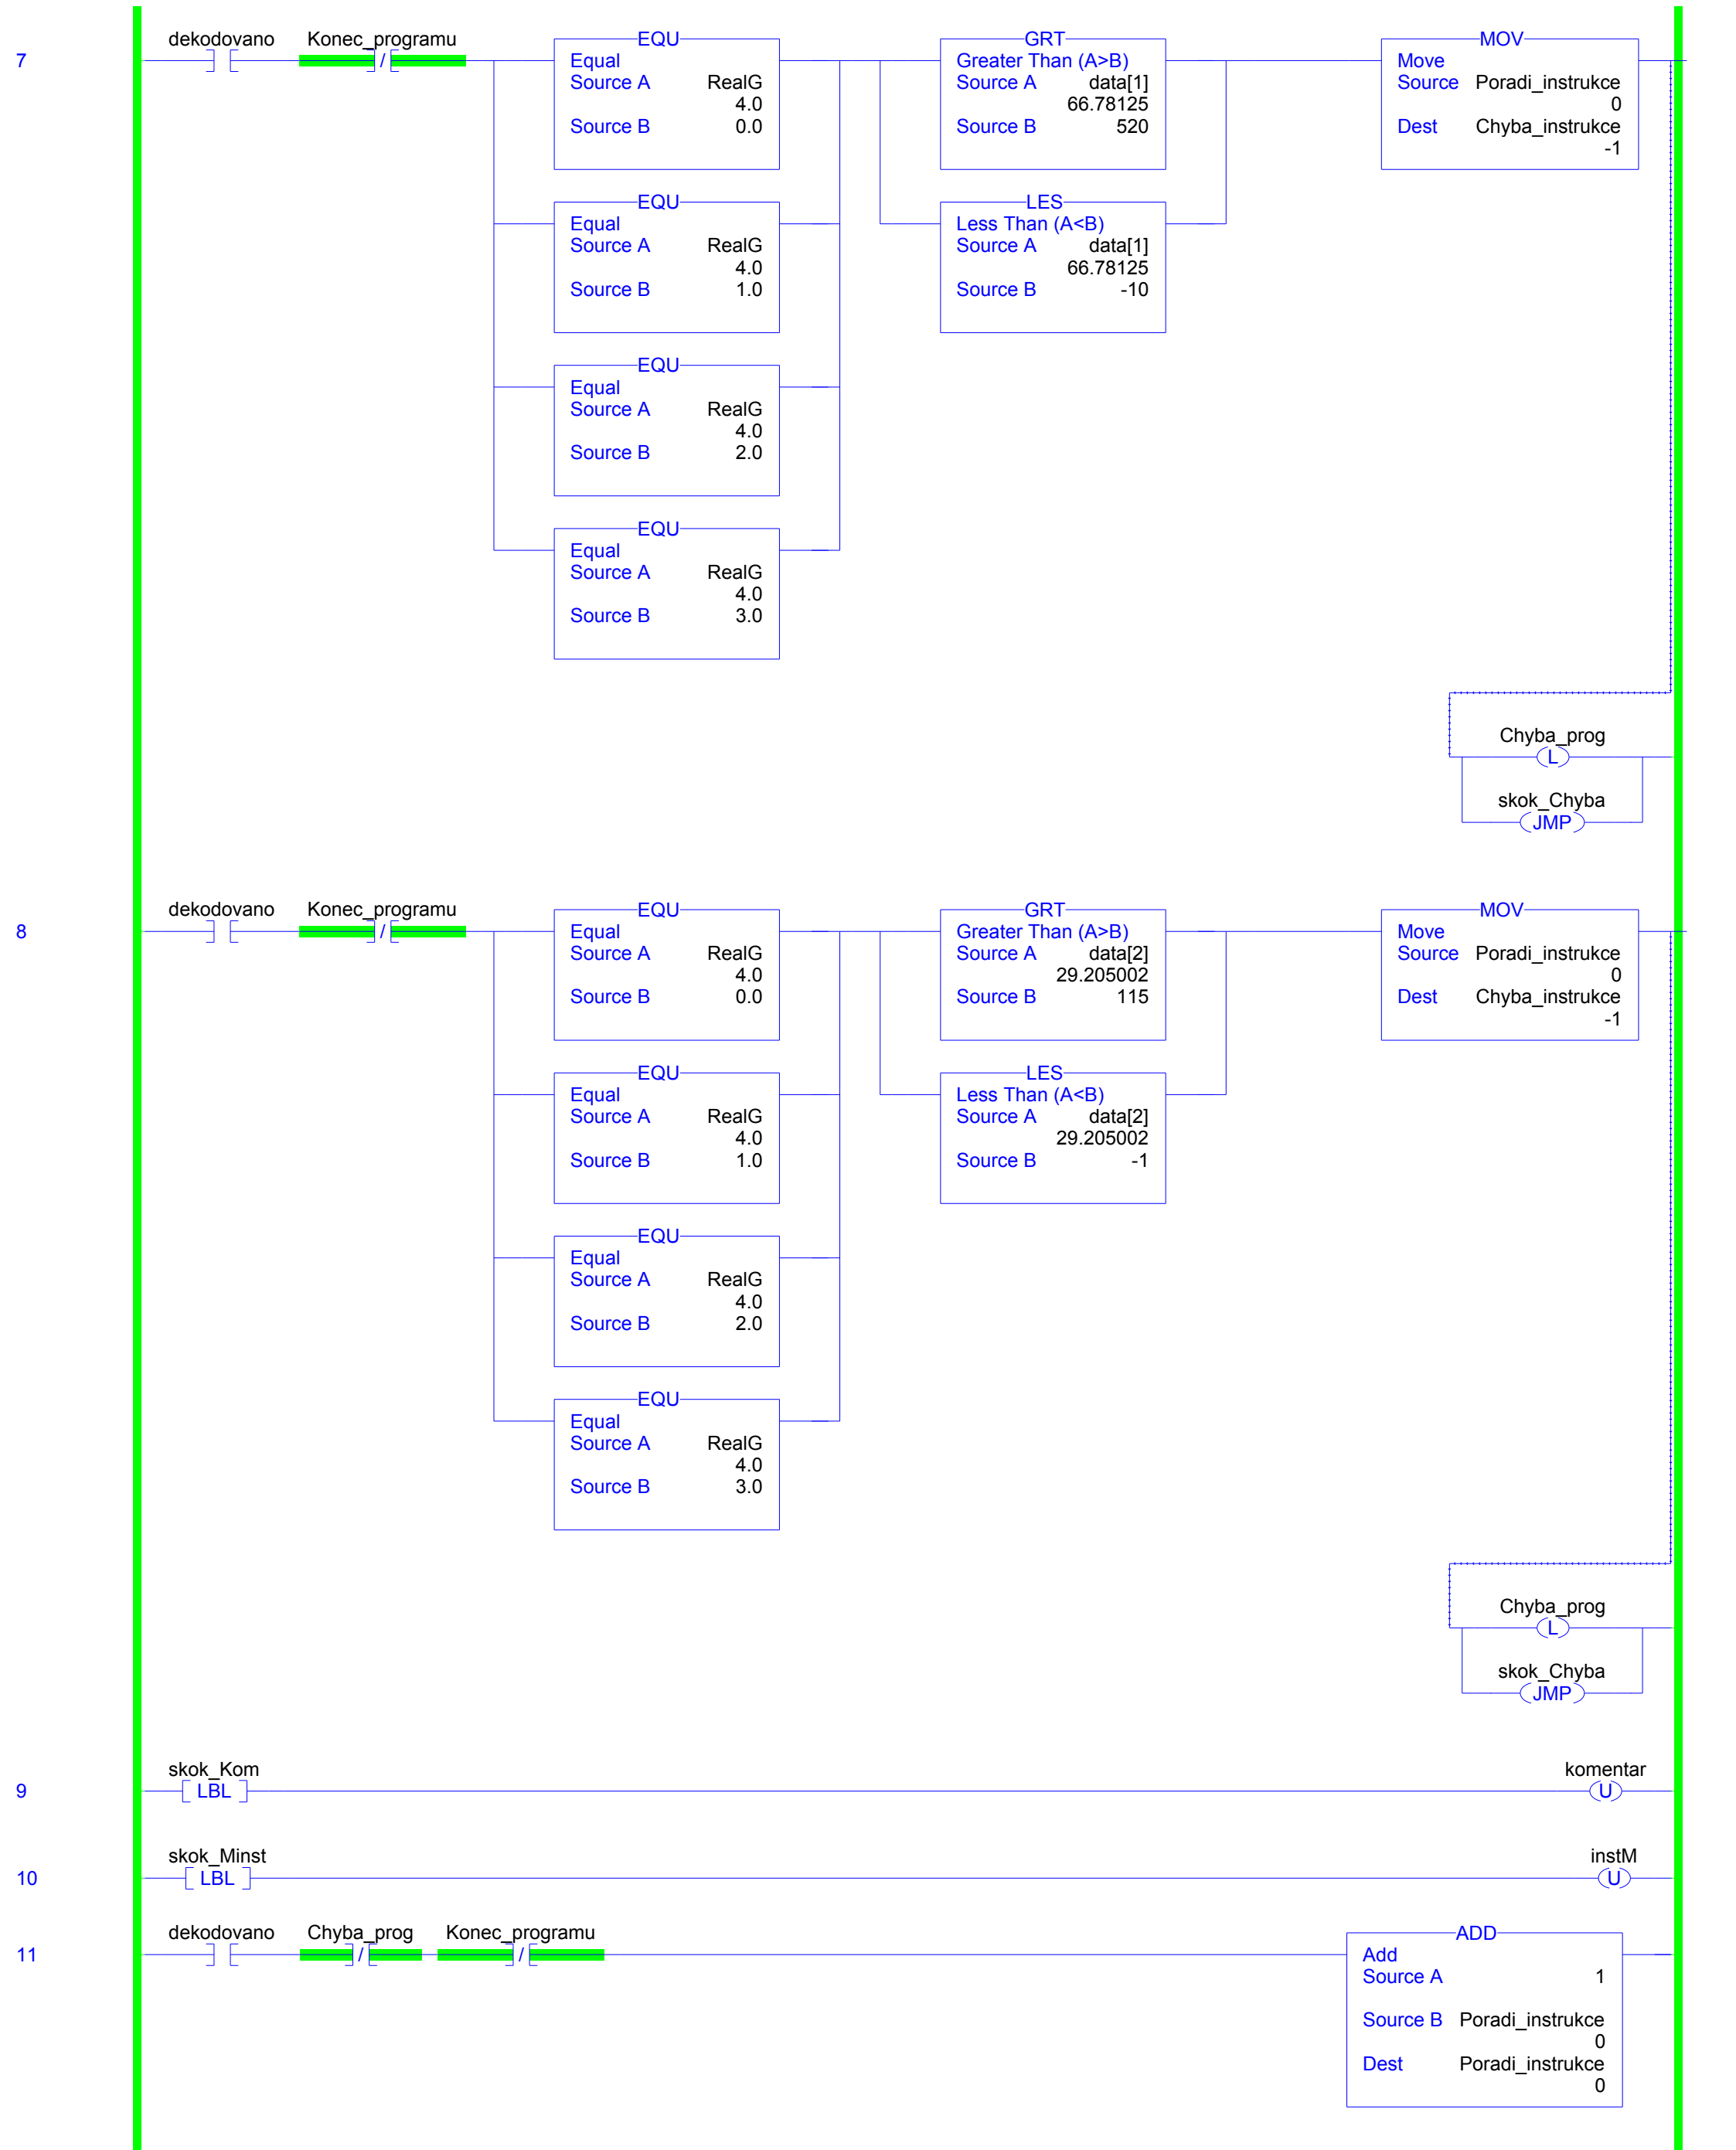 7
dekodovano
Konec_programu
/
EQU
Equal
Source A RealG
4.0
Source B 0.0
GRT
Greater Than (A>B)
Source A data[1]
66.78125
Source B 520
MOV
Move
Source Poradi_instrukce
0
Dest Chyba_instrukce
-1
EQU
Equal
Source A RealG
4.0
Source B 1.0
LES
Less Than (A<B)
Source A data[1]
66.78125
Source B -10
EQU
Equal
Source A RealG
4.0
Source B 2.0
EQU
Equal
Source A RealG
4.0
Source B 3.0
Chyba_prog
L
skok_Chyba
JMP
8
dekodovano
Konec_programu
/
EQU
Equal
Source A RealG
4.0
Source B 0.0
GRT
Greater Than (A>B)
Source A data[2]
29.205002
Source B 115
MOV
Move
Source Poradi_instrukce
0
Dest Chyba_instrukce
-1
EQU
Equal
Source A RealG
4.0
Source B 1.0
LES
Less Than (A<B)
Source A data[2]
29.205002
Source B -1
EQU
Equal
Source A RealG
4.0
Source B 2.0
EQU
Equal
Source A RealG
4.0
Source B 3.0
Chyba_prog
L
skok_Chyba
JMP
9
skok_Kom
LBL
komentar
U
10
skok_Minst
LBL
instM
U
11
dekodovano
Chyba_prog
/
Konec_programu
/
ADD
Add
Source A 1
Source B Poradi_instrukce
0
Dest Poradi_instrukce
0